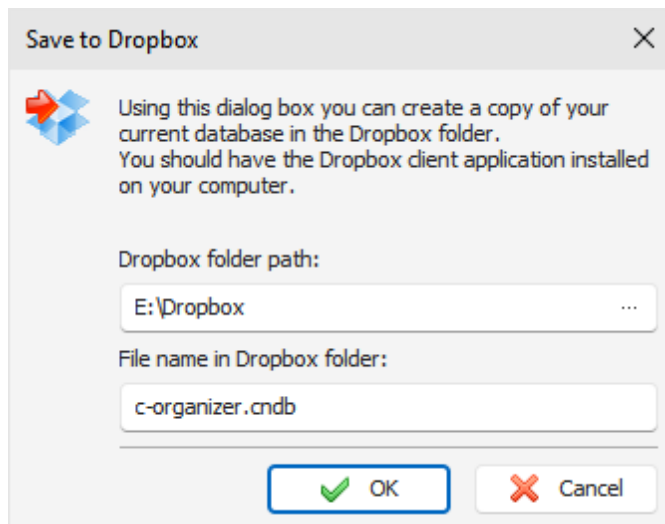 Save to Dropbox
Using this dialog box you can create a copy of your
current database in the Dropbox folder.
You should have the Dropbox client application installed
on your computer.
Dropbox folder path:
E:\Dropbox ...
File name in Dropbox folder:
c-organizer.cndb
OK Cancel